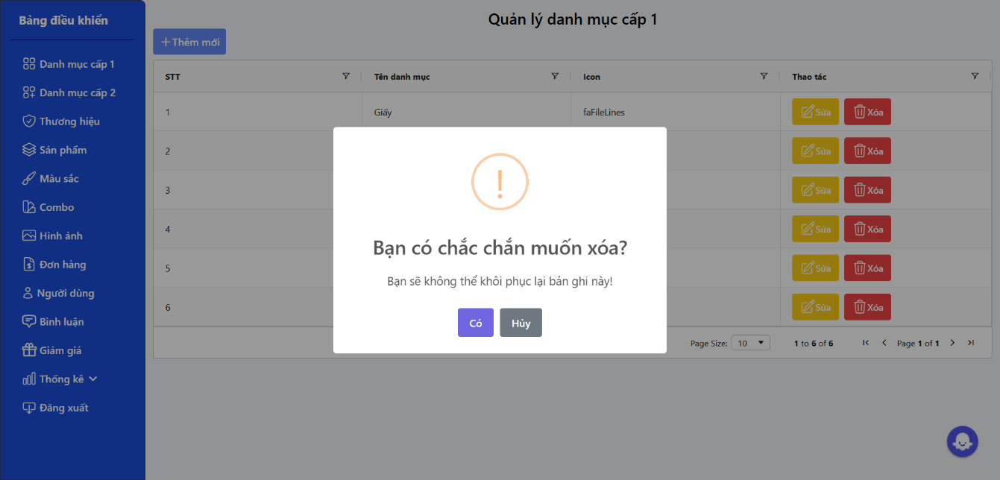 Bảng điều khiển
Danh mục cấp 1
Danh mục cấp 2
Thương hiệu
Sản phẩm
Màu sắc
Combo
Hình ảnh
Đơn hàng
Người dùng
Bình luận
Giảm giá
Thống kê
Đăng xuất
Quản lý danh mục cấp 1
Thêm mới
STT Tên danh mục Icon Thao tác
1 Giấy faFileLines Sửa Xóa
2 Sửa Xóa
3 Sửa Xóa
4 Sửa Xóa
5 Sửa Xóa
6 Sửa Xóa
Page Size: 10 1 to 6 of 6 Page 1 of 1
!
Bạn có chắc chắn muốn xóa?
Bạn sẽ không thể khôi phục lại bản ghi này!
Có Hủy